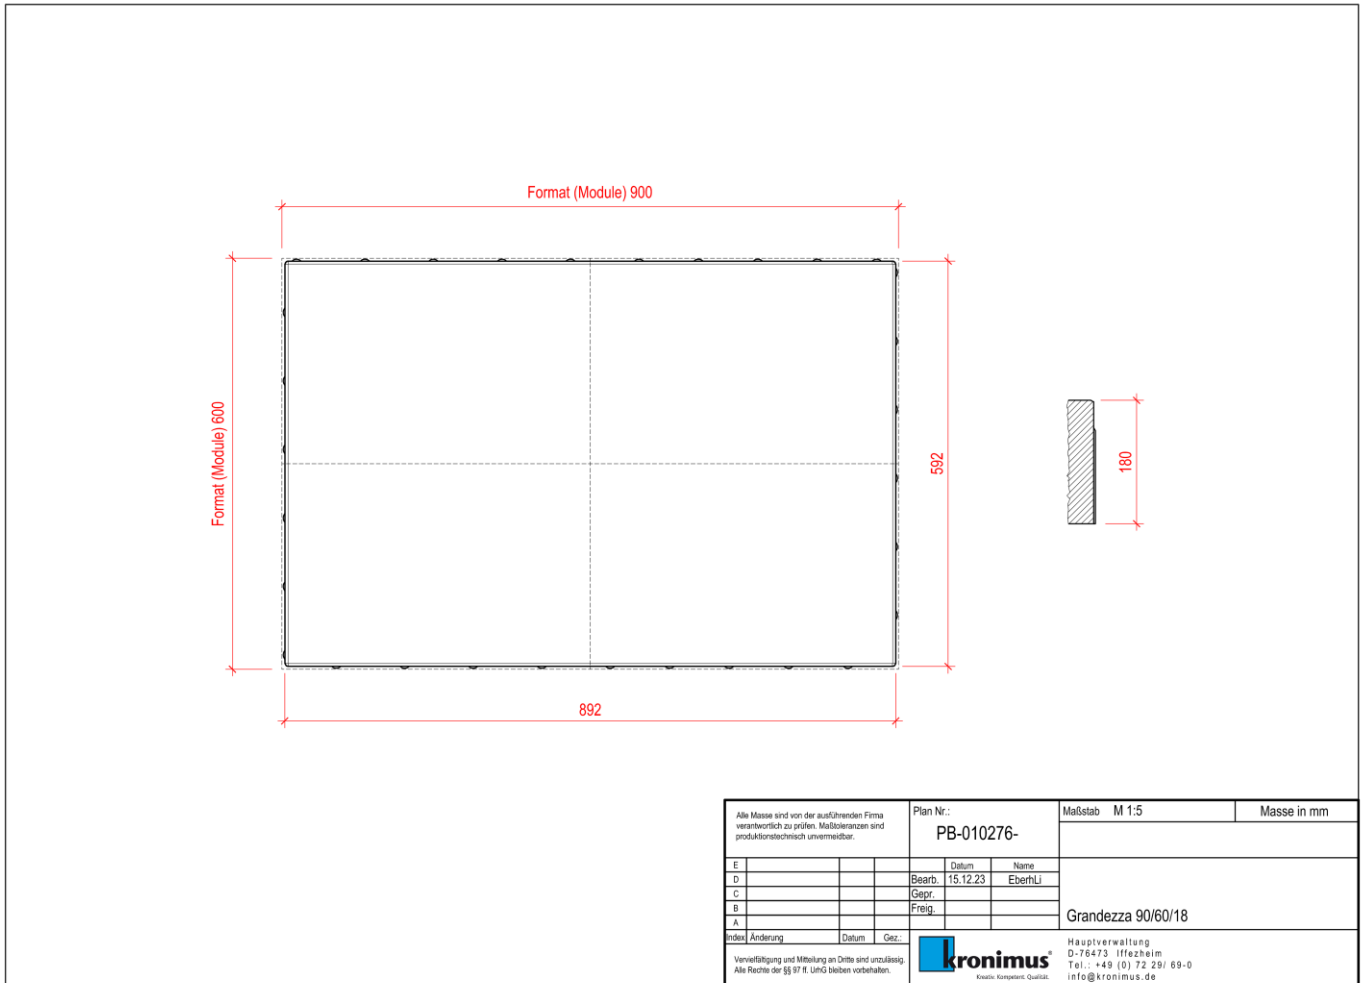 Format (Module) 900
Format (Module) 600
592
180
892
Alle Masse sind von der ausführenden Firma
verantwortlich zu prüfen. Maßtoleranzen sind
produktionstechnisch unvermeidbar.
Plan Nr.:
PB-010276-
Maßstab M 1:5
Masse in mm
E
D
C
B
A
Index Änderung Datum Gez.:
Datum Name
Bearb. 15.12.23 EberhLi
Gepr.
Freig.
Grandezza 90/60/18
Vervielfältigung und Mitteilung an Dritte sind unzulässig.
Alle Rechte der §§ 97 ff. UrhG bleiben vorbehalten.
kronimus®
Kreativ. Kompetent. Qualität.
Hauptverwaltung
D-76473 Iffezheim
Tel.: +49 (0) 72 29/ 69-0
info@kronimus.de